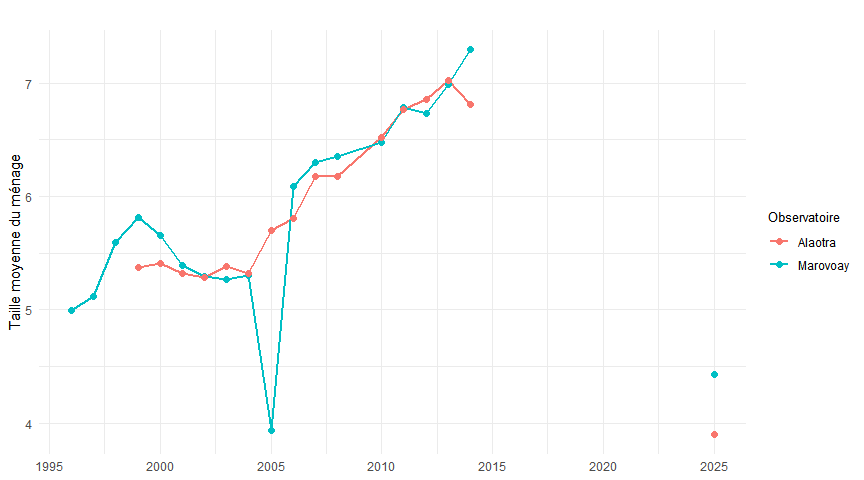 Taille moyenne du ménage
7
6
5
4
1995 2000 2005 2010 2015 2020 2025
Observatoire
Alaotra
Marovoay